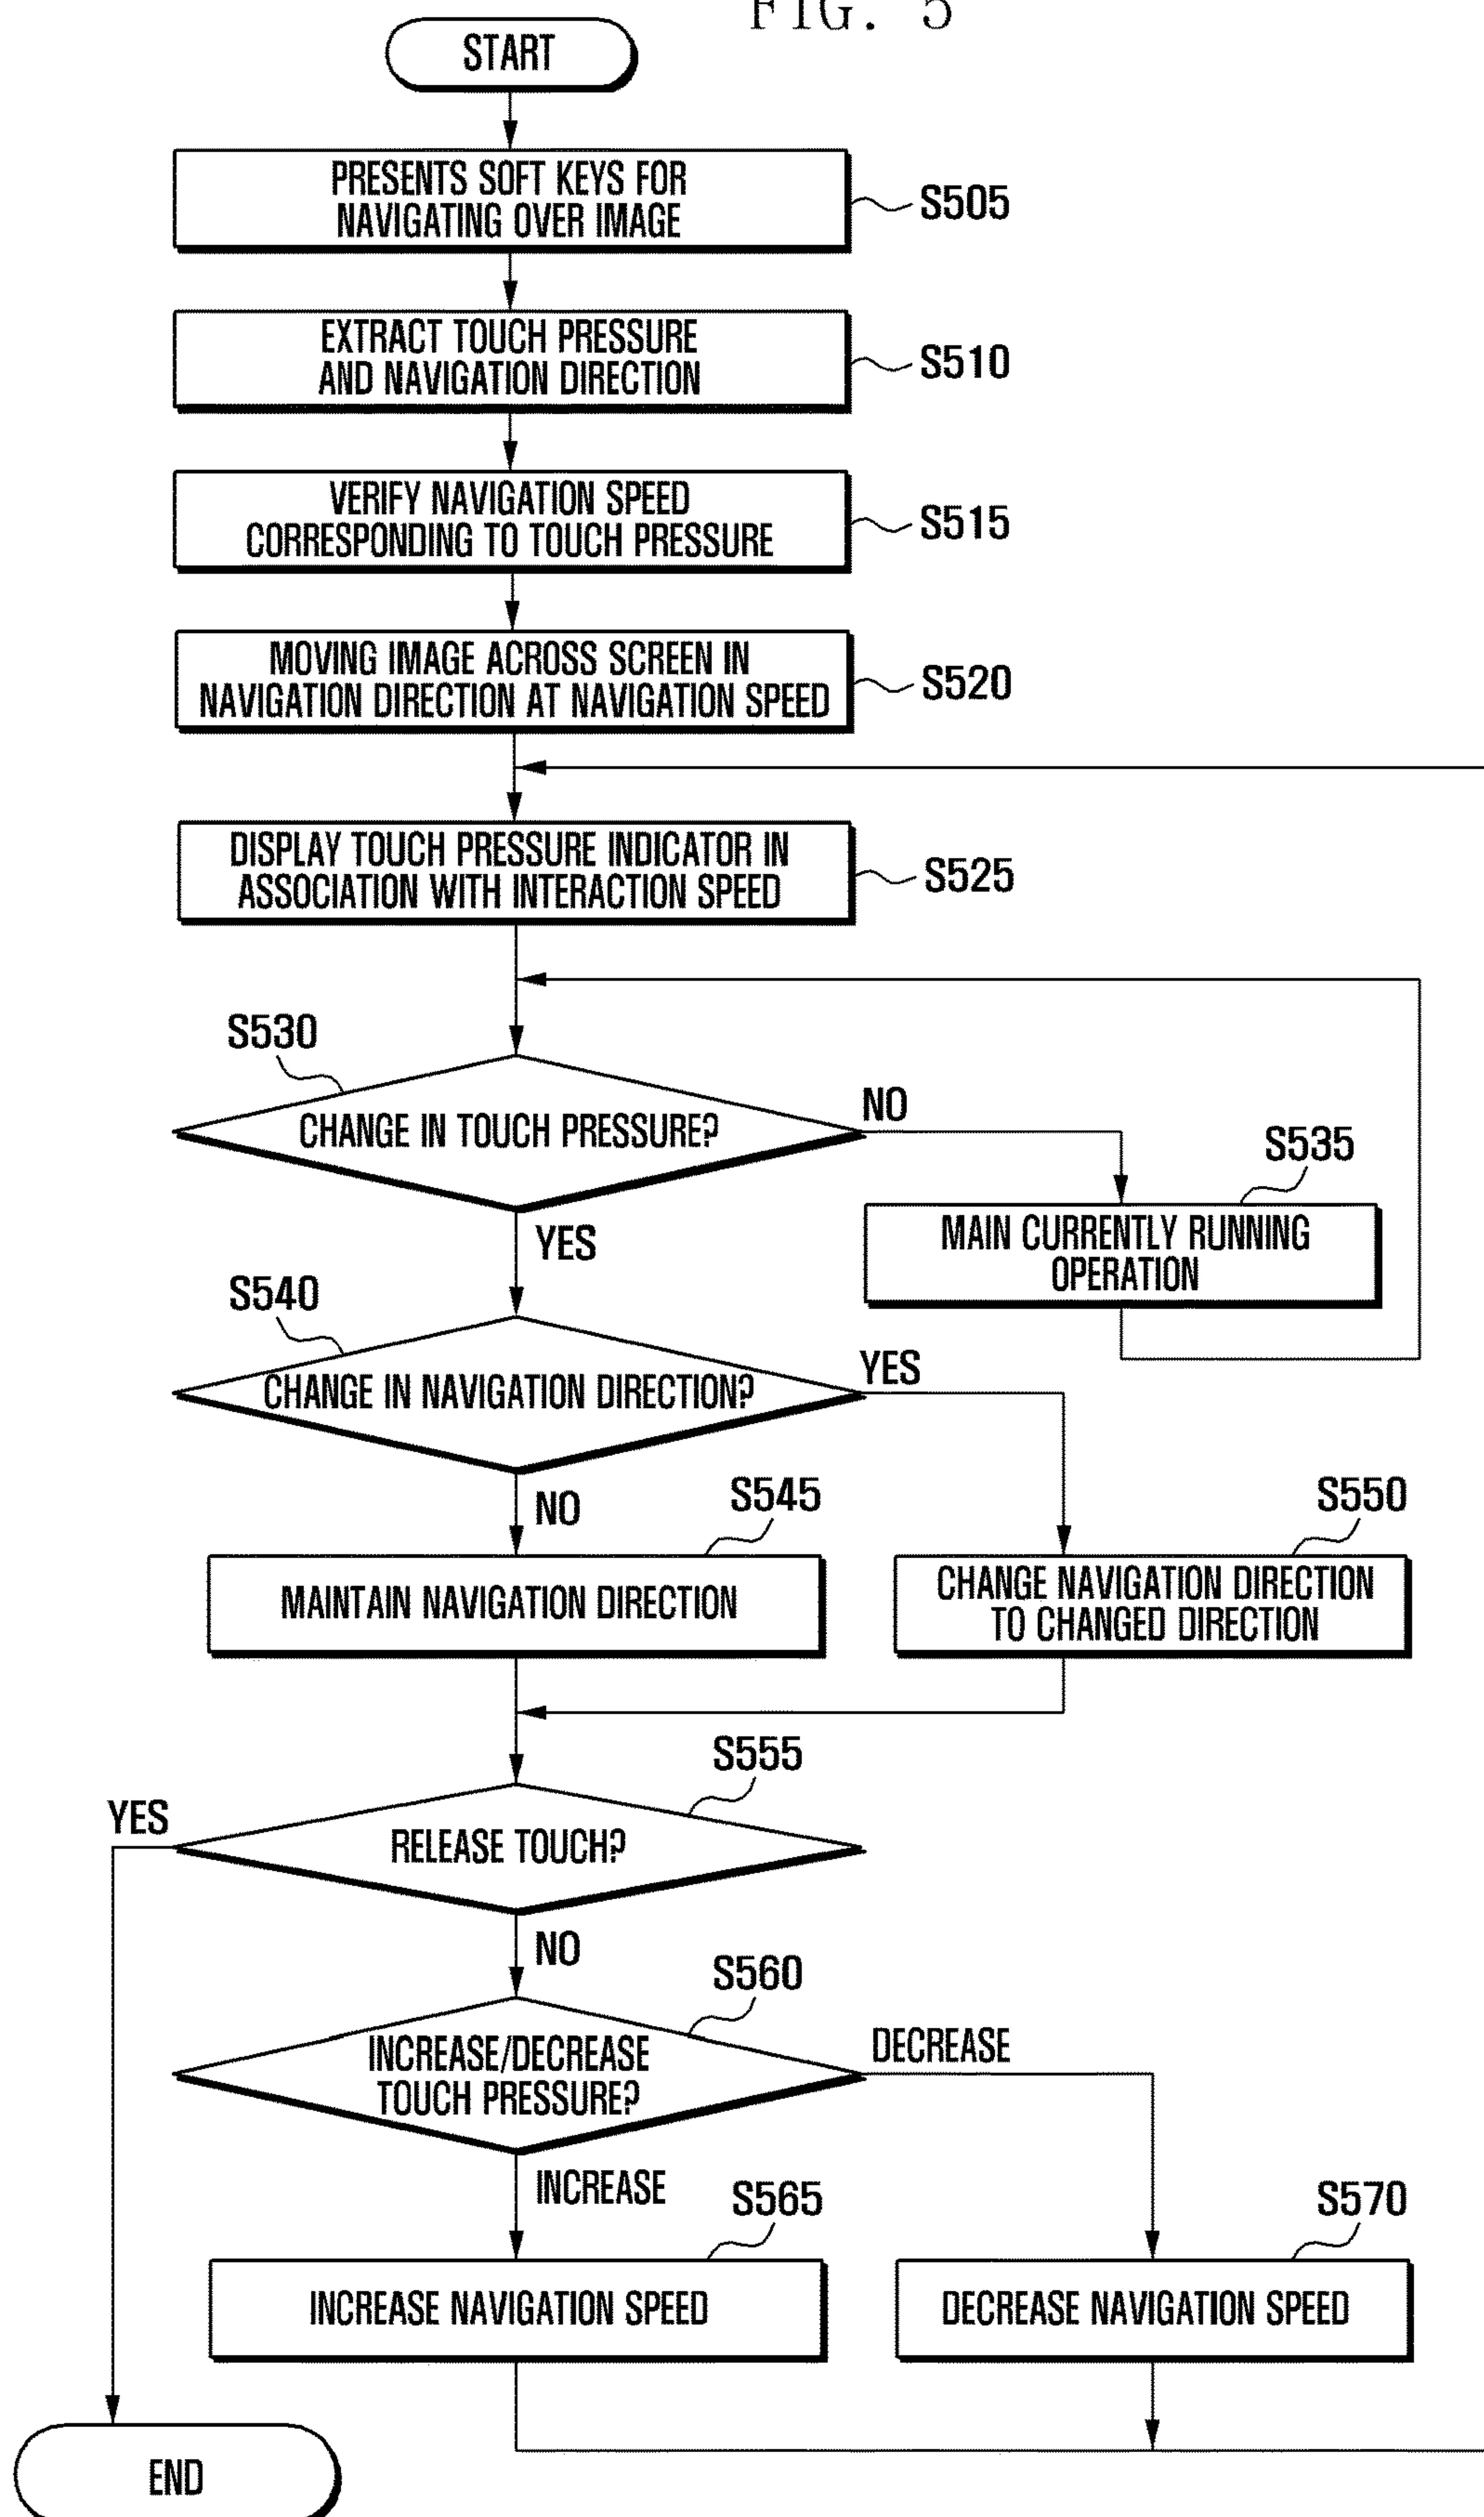 FIG. 5
START
PRESENTS SOFT KEYS FOR
NAVIGATING OVER IMAGE
S505
EXTRACT TOUCH PRESSURE
AND NAVIGATION DIRECTION
S510
VERIFY NAVIGATION SPEED
CORRESPONDING TO TOUCH PRESSURE
S515
MOVING IMAGE ACROSS SCREEN IN
NAVIGATION DIRECTION AT NAVIGATION SPEED
S520
DISPLAY TOUCH PRESSURE INDICATOR IN
ASSOCIATION WITH INTERACTION SPEED
S525
S530
CHANGE IN TOUCH PRESSURE?
NO
S535
MAIN CURRENTLY RUNNING
OPERATION
YES
S540
CHANGE IN NAVIGATION DIRECTION?
YES
NO
S545
MAINTAIN NAVIGATION DIRECTION
S550
CHANGE NAVIGATION DIRECTION
TO CHANGED DIRECTION
S555
YES
RELEASE TOUCH?
NO
S560
INCREASE/DECREASE
TOUCH PRESSURE?
DECREASE
INCREASE
S565
INCREASE NAVIGATION SPEED
S570
DECREASE NAVIGATION SPEED
END